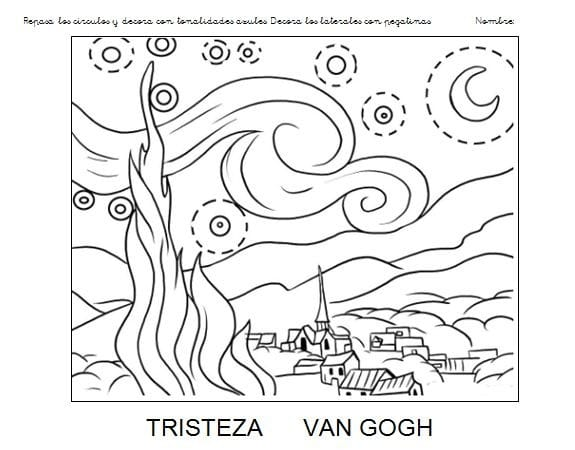 Repasa los circulos y decora con tonalidades azules. Decora los laterales con pegatinas Nombre:
TRISTEZA VAN GOGH